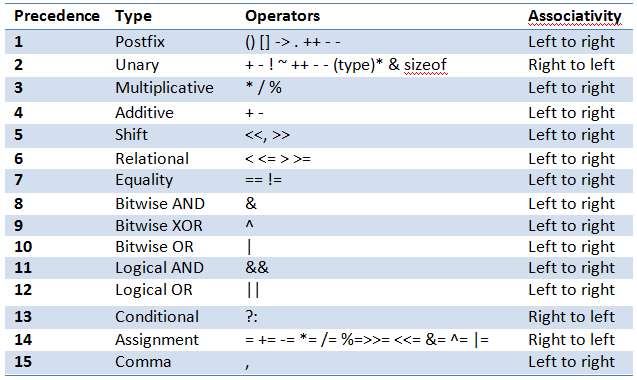 Precedence Type Operators Associativity
1 Postfix () [] -> . ++ - - Left to right
2 Unary + - ! ~ ++ - - (type)* & sizeof Right to left
3 Multiplicative * / % Left to right
4 Additive + - Left to right
5 Shift <<, >> Left to right
6 Relational < <= > >= Left to right
7 Equality == != Left to right
8 Bitwise AND & Left to right
9 Bitwise XOR ^ Left to right
10 Bitwise OR | Left to right
11 Logical AND && Left to right
12 Logical OR || Left to right
13 Conditional ?: Right to left
14 Assignment = += -= *= /= %=>>= <<= &= ^= |= Right to left
15 Comma , Left to right